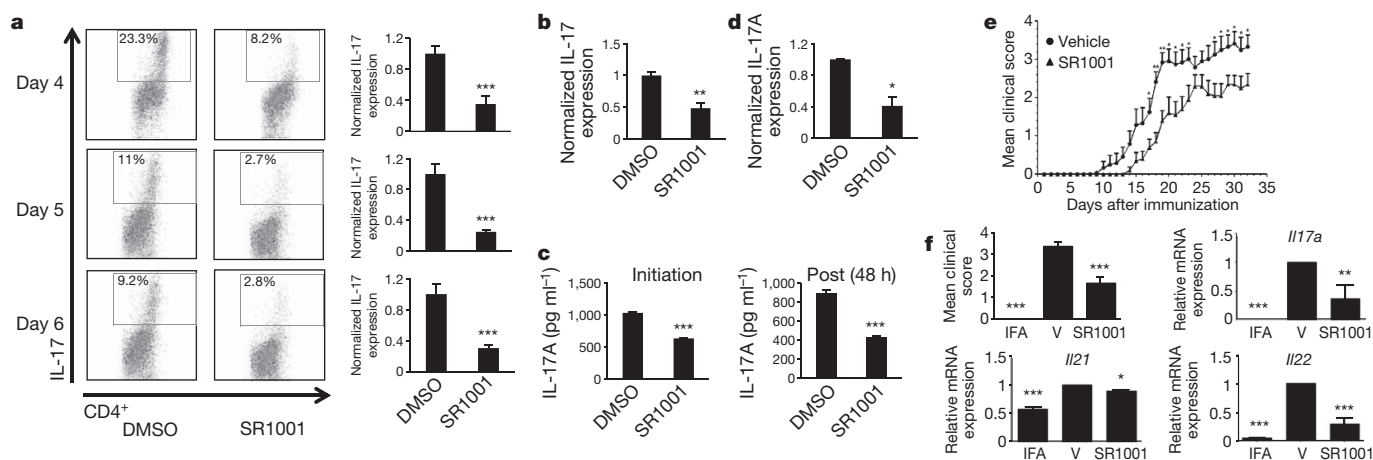 a
Day 4
23.3%
8.2%
Normalized IL-17
expression
1.2
0.8
0.4
0
***
Day 5
11%
2.7%
Normalized IL-17
expression
1.2
0.8
0.4
0
***
Day 6
9.2%
2.8%
Normalized IL-17
expression
1.2
0.8
0.4
0
***
IL-17
CD4+
DMSO
SR1001
DMSO
SR1001
b
Normalized IL-17
expression
1.5
1.0
0.5
0
**
DMSO
SR1001
d
Normalized IL-17A
expression
1.2
0.8
0.4
0
*
DMSO
SR1001
c
Initiation
IL-17A (pg ml−1)
1,500
1,000
500
0
***
DMSO
SR1001
Post (48 h)
IL-17A (pg ml−1)
1,000
800
600
400
200
0
***
DMSO
SR1001
e
Mean clinical score
4
3
2
1
0
Vehicle
SR1001
0 5 10 15 20 25 30 35
Days after immunization
f
Mean clinical
score
4
3
2
1
0
***
***
IFA V SR1001
Il17a
Relative mRNA
expression
1.5
1
0.5
0
***
**
IFA V SR1001
Il21
Relative mRNA
expression
1.5
1
0.5
0
***
*
IFA V SR1001
Il22
Relative mRNA
expression
1.5
1
0.5
0
***
***
IFA V SR1001